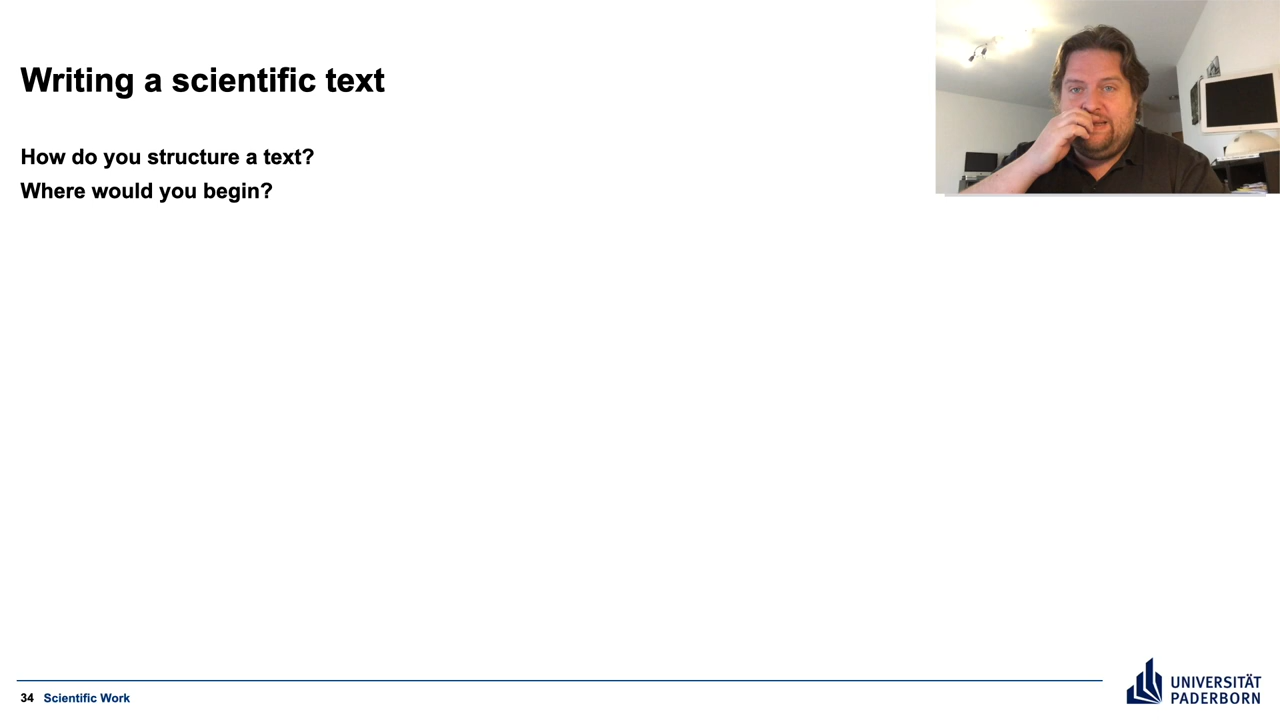 Writing a scientific text
How do you structure a text?
Where would you begin?
34 Scientific Work
UNIVERSITÄT
PADERBORN